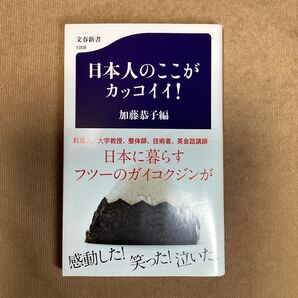 文春新書
1008
日本人のここが
カッコイイ!
加藤恭子編
料理人、大学教授、整体師、技術者、英会話講師
日本に暮らす
フツーのガイコクジンが
感動した!笑った!泣いた。